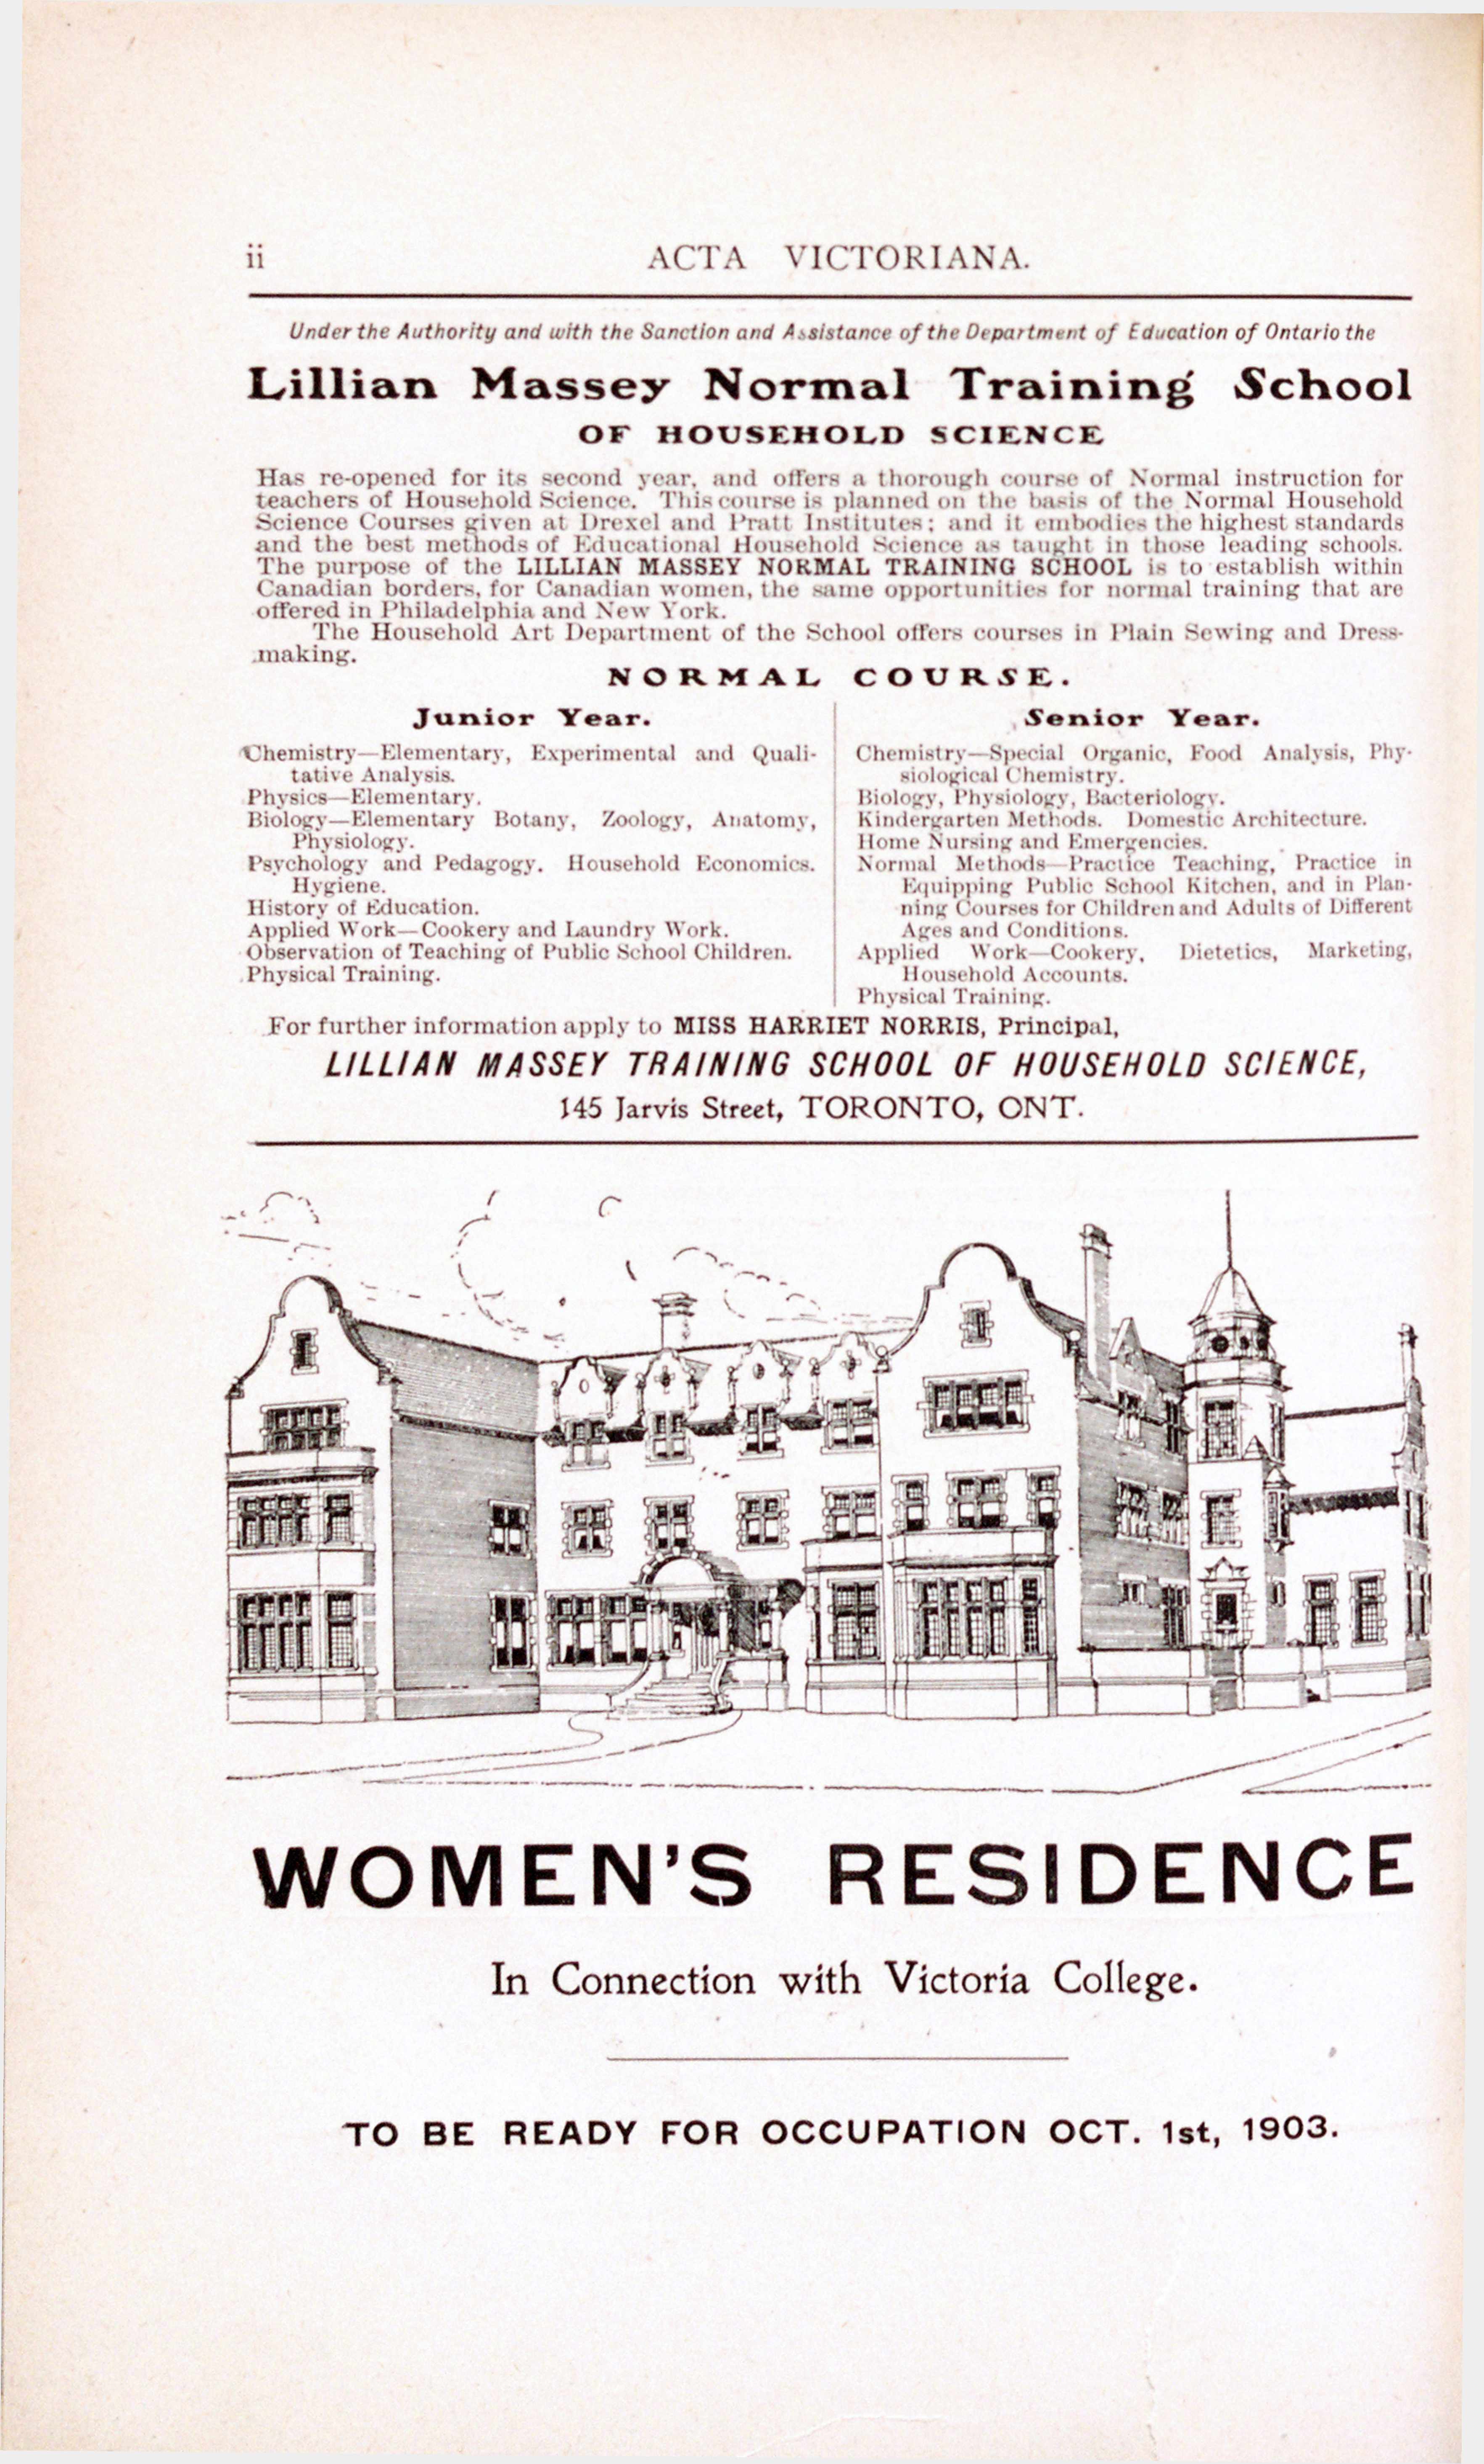 ii
ACTA VICTORIANA.
Under the Authority and with the Sanction and Assistance of the Department of Education of Ontario the
Lillian Massey Normal Training School
OF HOUSEHOLD SCIENCE
Has re-opened for its second year, and offers a thorough course of Normal instruction for
teachers of Household Science. This course is planned on the basis of the Normal Household
Science Courses given at Drexel and Pratt Institutes; and it embodies the highest standards
and the best methods of Educational Household Science as taught in those leading schools.
The purpose of the LILLIAN MASSEY NORMAL TRAINING SCHOOL is to establish within
Canadian borders, for Canadian women, the same opportunities for normal training that are
offered in Philadelphia and New York.
The Household Art Department of the School offers courses in Plain Sewing and Dress-
making.
NORMAL COURSE.
Junior Year.
Chemistry—Elementary, Experimental and Quali-
tative Analysis.
Physics—Elementary.
Biology—Elementary Botany, Zoology, Anatomy,
Physiology.
Psychology and Pedagogy. Household Economics.
Hygiene.
History of Education.
Applied Work—Cookery and Laundry Work.
Observation of Teaching of Public School Children.
Physical Training.
Senior Year.
Chemistry—Special Organic, Food Analysis, Phy-
siological Chemistry.
Biology, Physiology, Bacteriology.
Kindergarten Methods. Domestic Architecture.
Home Nursing and Emergencies.
Normal Methods—Practice Teaching, Practice in
Equipping Public School Kitchen, and in Plan-
ning Courses for Children and Adults of Different
Ages and Conditions.
Applied Work—Cookery, Dietetics, Marketing,
Household Accounts.
Physical Training.
For further information apply to MISS HARRIET NORRIS, Principal,
LILLIAN MASSEY TRAINING SCHOOL OF HOUSEHOLD SCIENCE,
145 Jarvis Street, TORONTO, ONT.
WOMEN'S RESIDENCE
In Connection with Victoria College.
TO BE READY FOR OCCUPATION OCT. 1st, 1903.